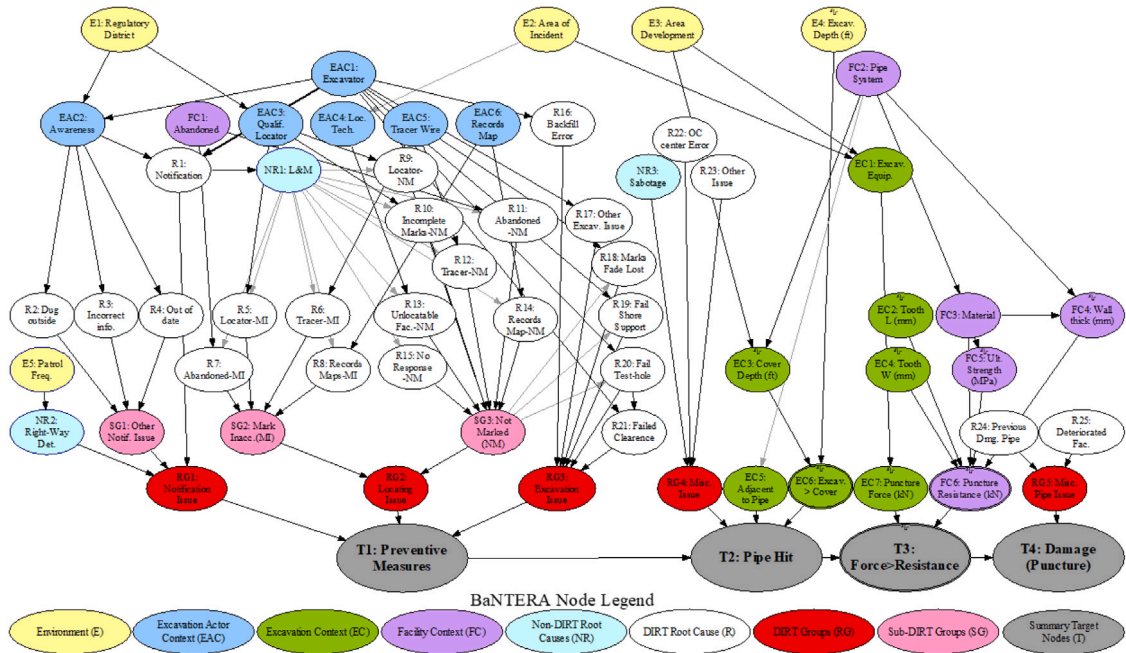 E1: Regulatory
District
E2: Area of
Incident
E3: Area
Development
E4: Excav.
Depth (ft)
EAC1:
Excavator
FC2: Pipe
System
EAC2:
Awareness
FC1:
Abandoned
EAC3:
Qualif.
Locator
EAC4: Loc.
Tech.
EAC5:
Tracer Wire
EAC6:
Records
Map
R16:
Backfill
Error
R22: OC
center Error
R1:
Notification
NR1: L&M
R9:
Locator-
NM
NR3:
Sabotage
R23: Other
Issue
EC1: Excav.
Equip.
R10:
Incomplete
Marks-NM
R11:
Abandoned
-NM
R17: Other
Excav. Issue
R12:
Tracer-NM
R18: Marks
Fade Lost
R2: Dug
outside
R3:
Incorrect
info.
R4: Out of
date
R5:
Locator-MI
R6:
Tracer-MI
R13:
Unlocatable
Fac.-NM
R14:
Records
Map-NM
R19: Fail
Shore
Support
EC2: Tooth
L (mm)
FC3: Material
FC4: Wall
thick (mm)
E5: Patrol
Freq.
R7:
Abandoned-MI
R8: Records
Maps-MI
R15: No
Response
-NM
R20: Fail
Test-hole
EC3: Cover
Depth (ft)
EC4: Tooth
W (mm)
FC5: Ult.
Strength
(MPa)
NR2:
Right-Way
Det.
SG1: Other
Notif. Issue
SG2: Mark
Inacc.(MI)
SG3: Not
Marked
(NM)
R21: Failed
Clearence
R24: Previous
Dmg. Pipe
R25:
Deteriorated
Fac.
RG1:
Notification
Issue
RG2:
Locating
Issue
RG3:
Excavation
Issue
RG4: Misc.
Issue
EC5:
Adjacent
to Pipe
EC6: Excav.
> Cover
EC7: Puncture
Force (kN)
FC6: Puncture
Resistance (kN)
RG5: Misc.
Pipe Issue
T1: Preventive
Measures
T2: Pipe Hit
T3:
Force>Resistance
T4: Damage
(Puncture)
BaNTERA Node Legend
Environment (E)
Excavation Actor
Context (EAC)
Excavation Context (EC)
Facility Context (FC)
Non-DIRT Root
Causes (NR)
DIRT Root Cause (R)
DIRT Groups (RG)
Sub-DIRT Groups (SG)
Summary Target
Nodes (T)